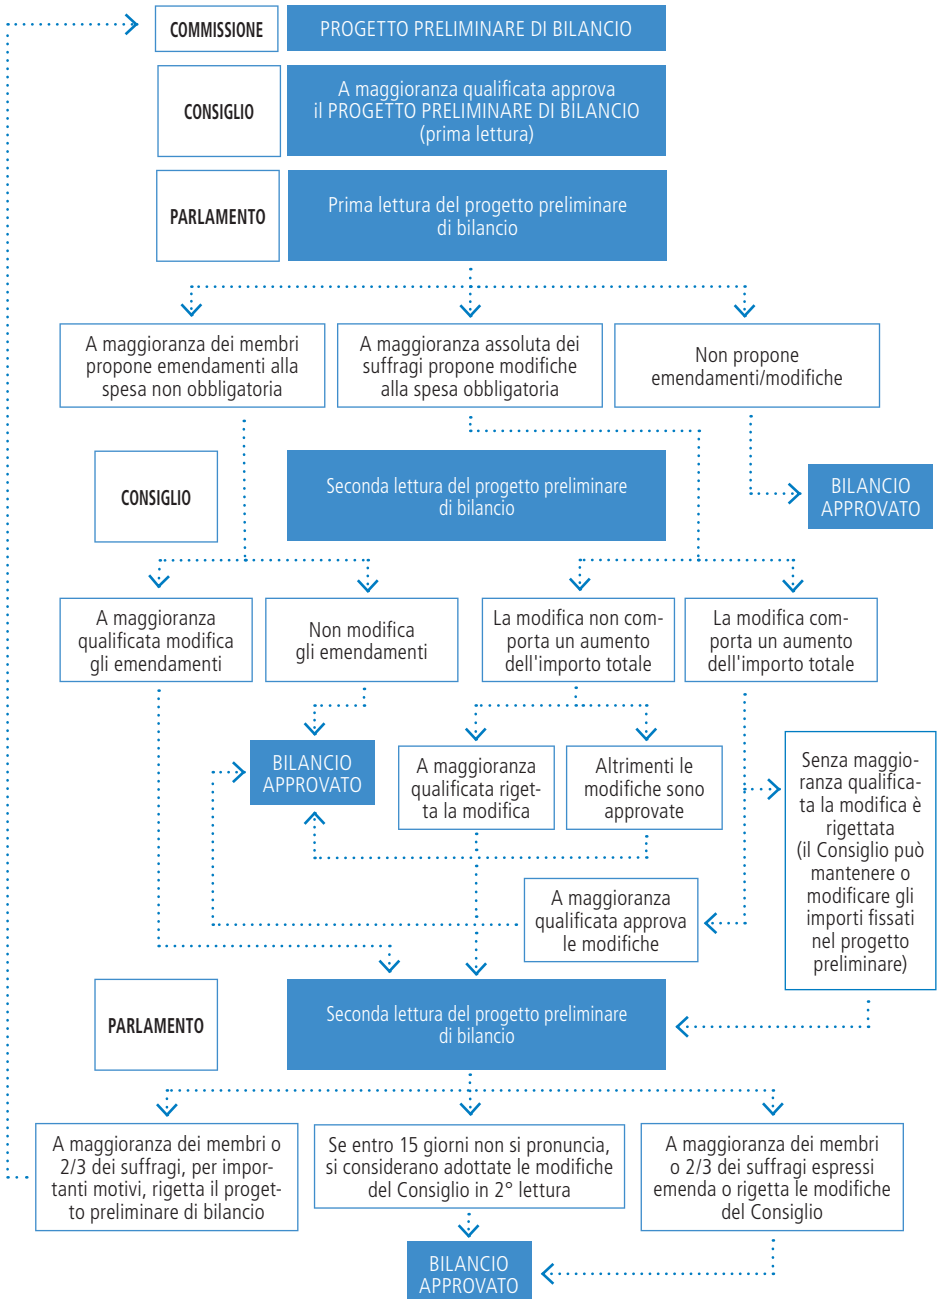 COMMISSIONE
PROGETTO PRELIMINARE DI BILANCIO
CONSIGLIO
A maggioranza qualificata approva
il PROGETTO PRELIMINARE DI BILANCIO
(prima lettura)
PARLAMENTO
Prima lettura del progetto preliminare
di bilancio
A maggioranza dei membri
propone emendamenti alla
spesa non obbligatoria
A maggioranza assoluta dei
suffragi propone modifiche
alla spesa obbligatoria
Non propone
emendamenti/modifiche
CONSIGLIO
Seconda lettura del progetto preliminare
di bilancio
BILANCIO
APPROVATO
A maggioranza
qualificata modifica
gli emendamenti
Non modifica
gli emendamenti
La modifica non com-
porta un aumento
dell'importo totale
La modifica com-
porta un aumento
dell'importo totale
BILANCIO
APPROVATO
A maggioranza
qualificata riget-
ta la modifica
Altrimenti le
modifiche sono
approvate
Senza maggio-
ranza qualifica-
ta la modifica è
rigettata
(il Consiglio può
mantenere o
modificare gli
importi fissati
nel progetto
preliminare)
A maggioranza
qualificata approva
le modifiche
PARLAMENTO
Seconda lettura del progetto preliminare
di bilancio
A maggioranza dei membri o
2/3 dei suffragi, per impor-
tanti motivi, rigetta il proget-
to preliminare di bilancio
Se entro 15 giorni non si pronuncia,
si considerano adottate le modifiche
del Consiglio in 2° lettura
A maggioranza dei membri
o 2/3 dei suffragi espressi
emenda o rigetta le modifiche
del Consiglio
BILANCIO
APPROVATO